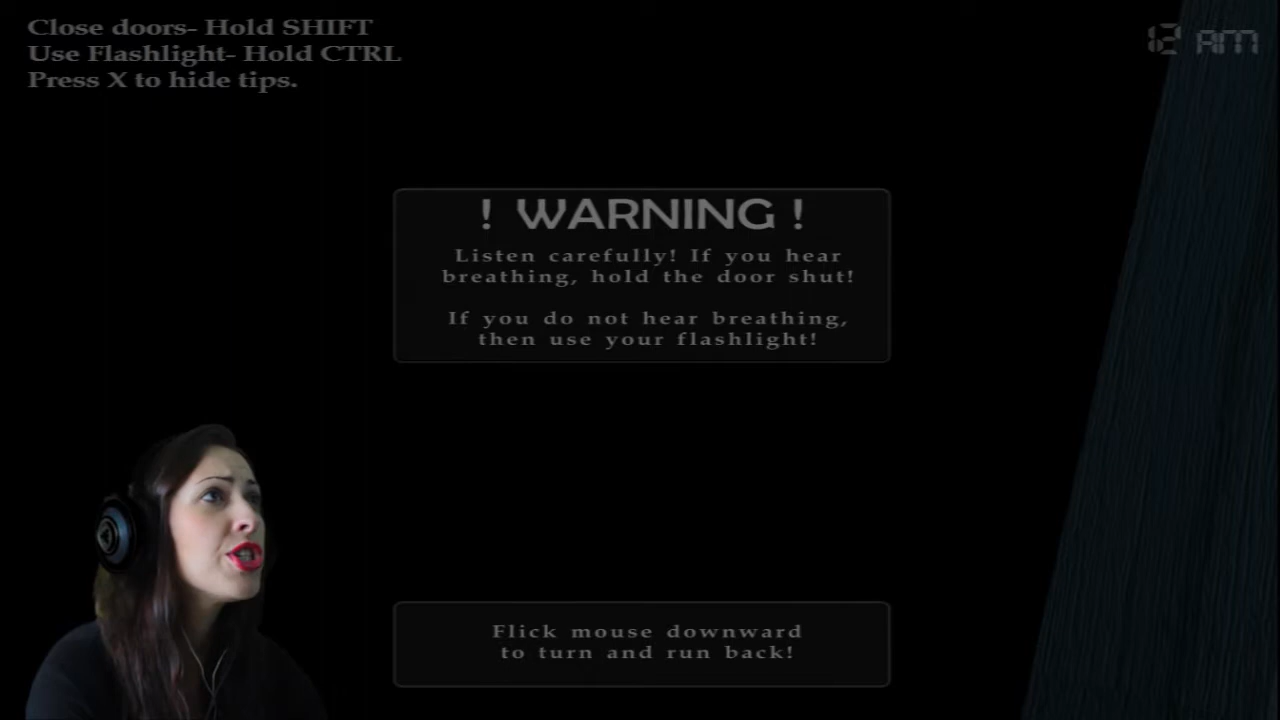 Close doors- Hold SHIFT
Use Flashlight- Hold CTRL
Press X to hide tips.
12 AM
! WARNING !
Listen carefully! If you hear
breathing, hold the door shut!
If you do not hear breathing,
then use your flashlight!
Flick mouse downward
to turn and run back!